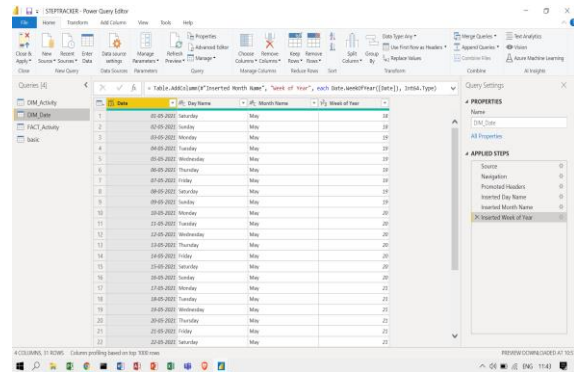 STEPTRACKER - Power Query Editor
File Home Transform Add Column View Tools Help
Close & Apply New Source Recent Sources Enter Data Data source settings Manage Parameters Refresh Preview Properties Advanced Editor Manage Choose Columns Remove Columns Keep Rows Remove Rows Split Column Group By Data Type: Any Use First Row as Headers Replace Values Merge Queries Append Queries Combine Files Text Analytics Vision Azure Machine Learning
Close New Query Data Sources Parameters Query Manage Columns Reduce Rows Sort Transform Combine AI Insights
Queries [4]
DIM_Activity
DIM_Date
FACT_Activity
basic
= Table.AddColumn(#"Inserted Month Name", "Week of Year", each Date.WeekOfYear([Date]), Int64.Type)
Date Day Name Month Name Week of Year
1 01-05-2021 Saturday May 18
2 02-05-2021 Sunday May 19
3 03-05-2021 Monday May 19
4 04-05-2021 Tuesday May 19
5 05-05-2021 Wednesday May 19
6 06-05-2021 Thursday May 19
7 07-05-2021 Friday May 19
8 08-05-2021 Saturday May 19
9 09-05-2021 Sunday May 19
10 10-05-2021 Monday May 20
11 11-05-2021 Tuesday May 20
12 12-05-2021 Wednesday May 20
13 13-05-2021 Thursday May 20
14 14-05-2021 Friday May 20
15 15-05-2021 Saturday May 20
16 16-05-2021 Sunday May 20
17 17-05-2021 Monday May 21
18 18-05-2021 Tuesday May 21
19 19-05-2021 Wednesday May 21
20 20-05-2021 Thursday May 21
21 21-05-2021 Friday May 21
22 22-05-2021 Saturday May 21
Query Settings
PROPERTIES
Name
DIM_Date
All Properties
APPLIED STEPS
Source
Navigation
Promoted Headers
Inserted Day Name
Inserted Month Name
Inserted Week of Year
4 COLUMNS, 31 ROWS Column profiling based on top 1000 rows
PREVIEW DOWNLOADED AT
ENG 11:43